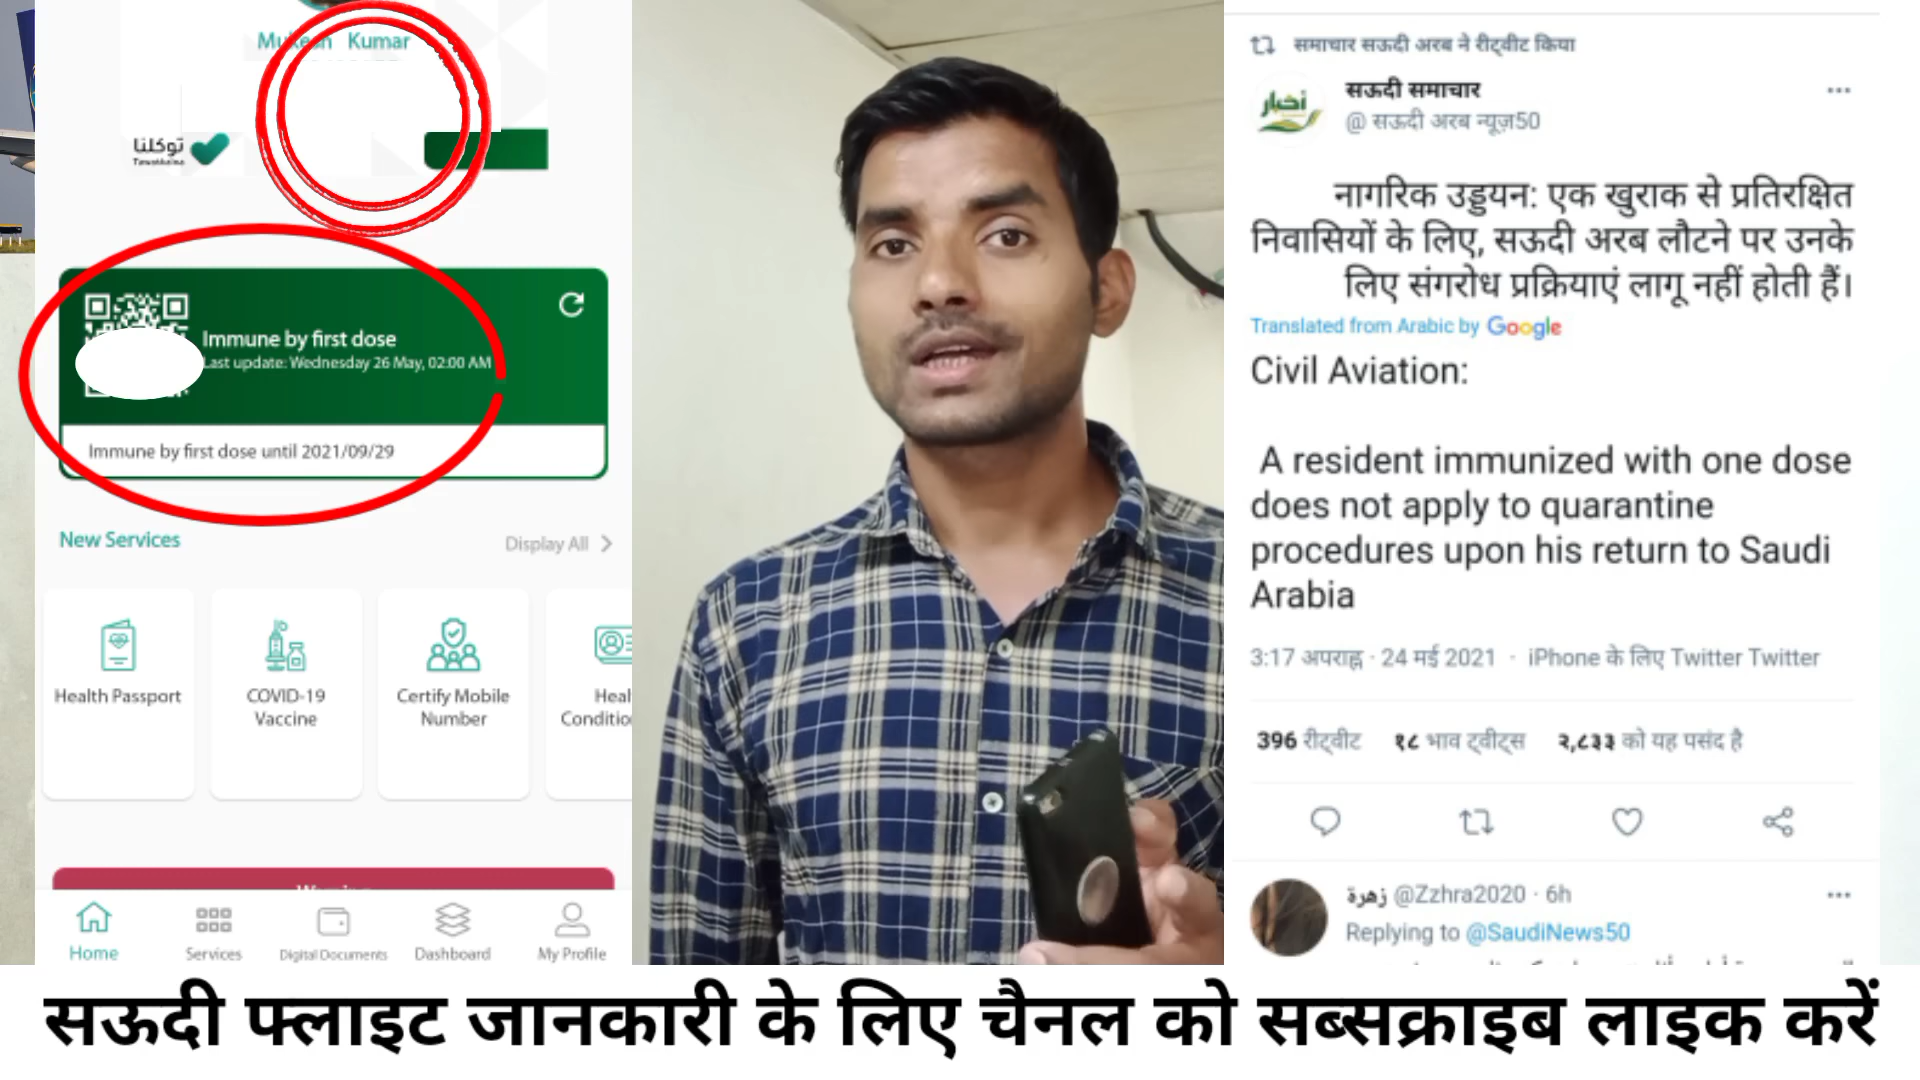 Mukesh Kumar
توكلنا
Tawakkalna
Immune by first dose
Last update: Wednesday 26 May, 02:00 AM
Immune by first dose until 2021/09/29
New Services
Display All
Health Passport
COVID-19
Vaccine
Certify Mobile
Number
Home
Services
Digital Documents
Dashboard
My Profile
समाचार सऊदी अरब ने रीट्वीट किया
أخبار
सऊदी समाचार
@ सऊदी अरब न्यूज़50
नागरिक उड्डयन: एक खुराक से प्रतिरक्षित
निवासियों के लिए, सऊदी अरब लौटने पर उनके
लिए संगरोध प्रक्रियाएं लागू नहीं होती हैं।
Translated from Arabic by Google
Civil Aviation:
A resident immunized with one dose
does not apply to quarantine
procedures upon his return to Saudi
Arabia
3:17 अपराह्न · 24 मई 2021 · iPhone के लिए Twitter Twitter
396 रीट्वीट १८ भाव ट्वीट्स २,८३३ को यह पसंद है
زهرة @Zzhra2020 · 6h
Replying to @SaudiNews50
सऊदी फ्लाइट जानकारी के लिए चैनल को सब्सक्राइब लाइक करें